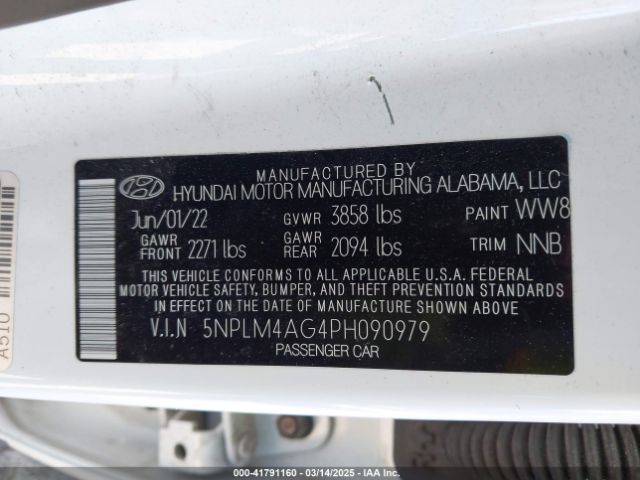 MANUFACTURED BY
HYUNDAI MOTOR MANUFACTURING ALABAMA, LLC
Jun/01/22 GVWR 3858 lbs PAINT WW8
GAWR FRONT 2271 lbs GAWR REAR 2094 lbs TRIM NNB
THIS VEHICLE CONFORMS TO ALL APPLICABLE U.S.A. FEDERAL
MOTOR VEHICLE SAFETY, BUMPER, AND THEFT PREVENTION STANDARDS
IN EFFECT ON THE DATE OF MANUFACTURE SHOWN ABOVE.
V.I.N 5NPLM4AG4PH090979
PASSENGER CAR
A510
000-41791160 - 03/14/2025 - IAA Inc.